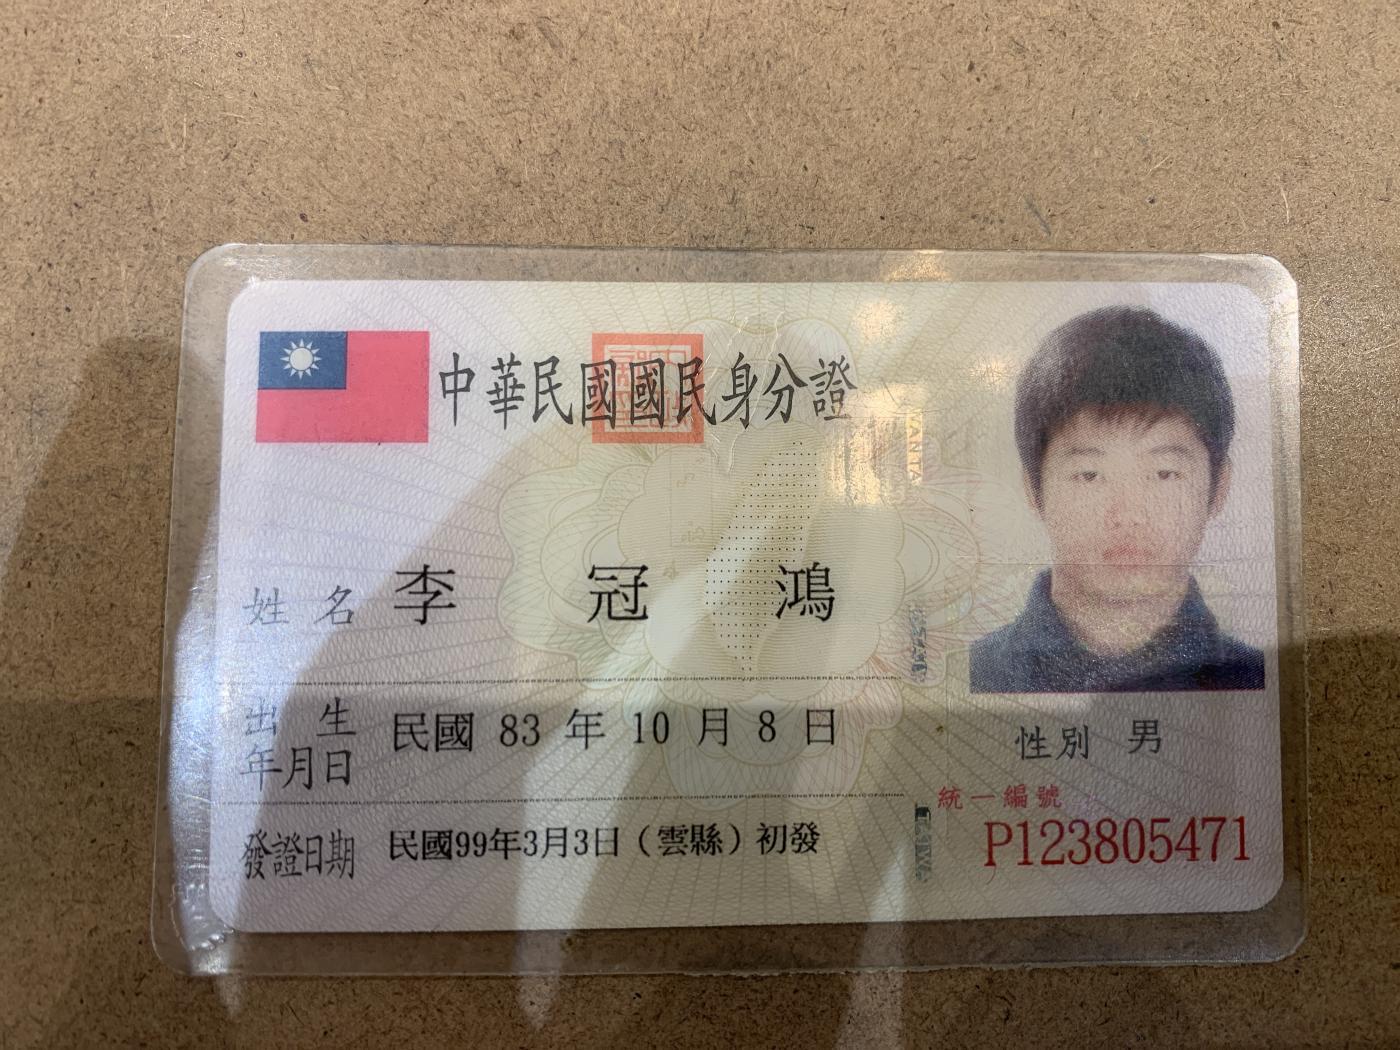 中華民國國民身分證
姓名 李冠鴻
出生年月日 民國 83 年 10 月 8 日
性別 男
統一編號
P123805471
發證日期 民國99年3月3日（雲縣）初發